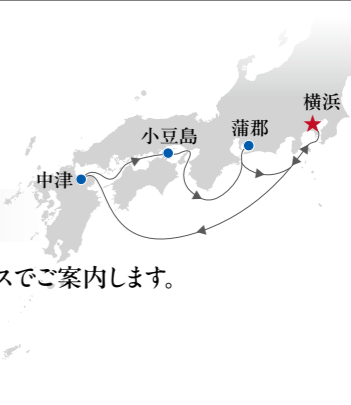 横浜
蒲郡
小豆島
中津
スでご案内します。